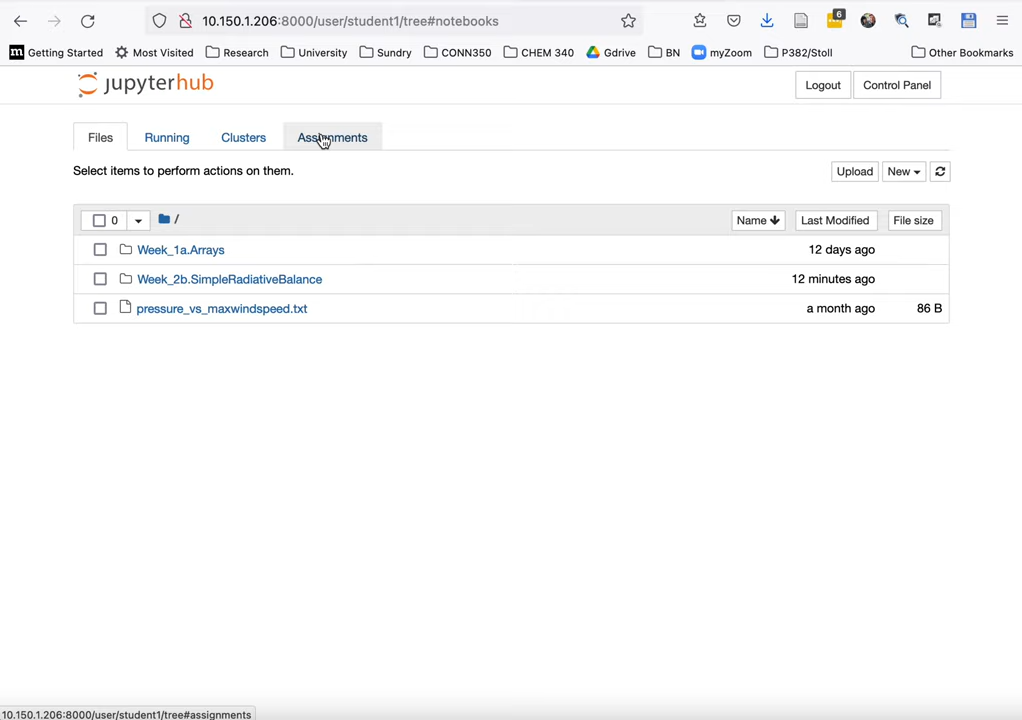 10.150.1.206:8000/user/student1/tree#notebooks
6
m Getting Started Most Visited Research University Sundry CONN350 CHEM 340 Gdrive BN myZoom P382/Stoll Other Bookmarks
jupyterhub Logout Control Panel
Files Running Clusters Assignments
Select items to perform actions on them. Upload New
0 / Name Last Modified File size
Week_1a.Arrays 12 days ago
Week_2b.SimpleRadiativeBalance 12 minutes ago
pressure_vs_maxwindspeed.txt a month ago 86 B
10.150.1.206:8000/user/student1/tree#assignments